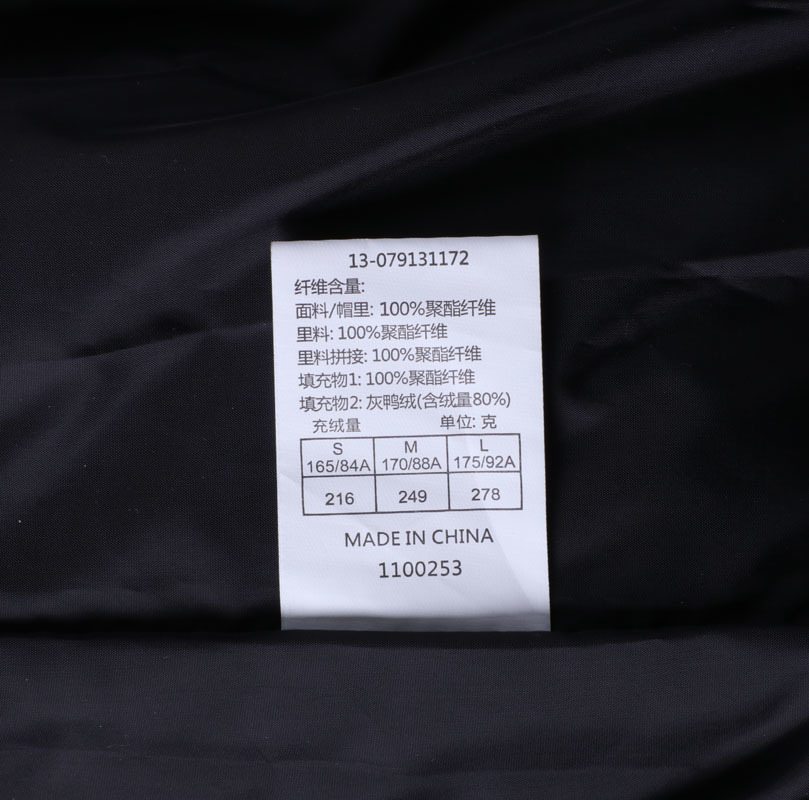 13-079131172
纤维含量:
面料/帽里: 100%聚酯纤维
里料: 100%聚酯纤维
里料拼接: 100%聚酯纤维
填充物1: 100%聚酯纤维
填充物2: 灰鸭绒(含绒量80%)
充绒量 单位: 克
S M L
165/84A 170/88A 175/92A
216 249 278
MADE IN CHINA
1100253